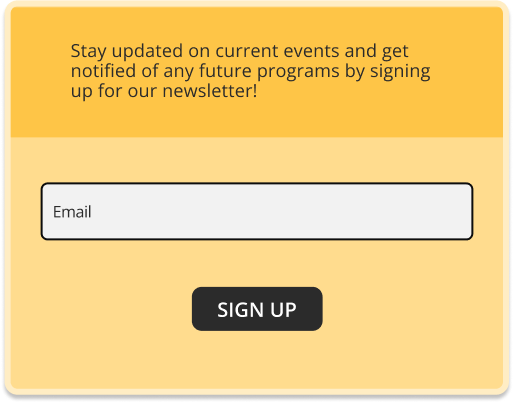 Stay updated on current events and get
notified of any future programs by signing
up for our newsletter!
Email
SIGN UP